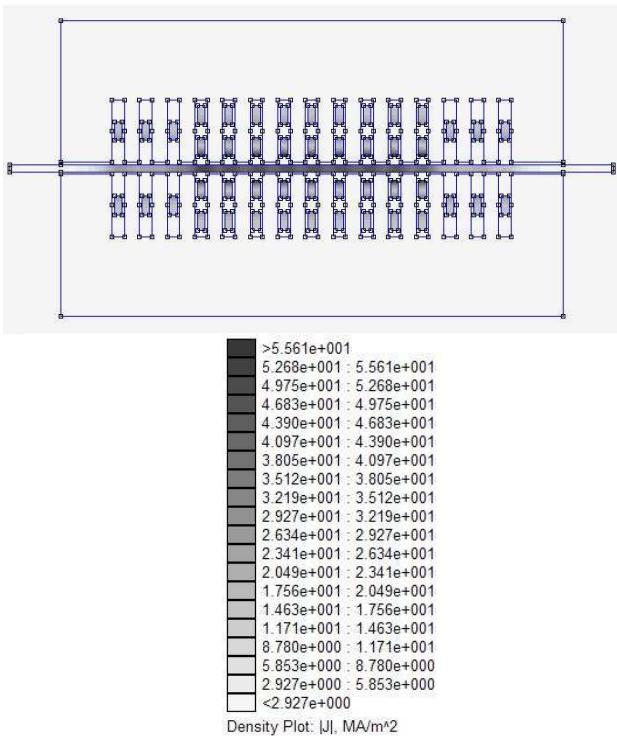 >5.561e+001
5.268e+001 : 5.561e+001
4.975e+001 : 5.268e+001
4.683e+001 : 4.975e+001
4.390e+001 : 4.683e+001
4.097e+001 : 4.390e+001
3.805e+001 : 4.097e+001
3.512e+001 : 3.805e+001
3.219e+001 : 3.512e+001
2.927e+001 : 3.219e+001
2.634e+001 : 2.927e+001
2.341e+001 : 2.634e+001
2.049e+001 : 2.341e+001
1.756e+001 : 2.049e+001
1.463e+001 : 1.756e+001
1.171e+001 : 1.463e+001
8.780e+000 : 1.171e+001
5.853e+000 : 8.780e+000
2.927e+000 : 5.853e+000
<2.927e+000
Density Plot: |J|, MA/m^2